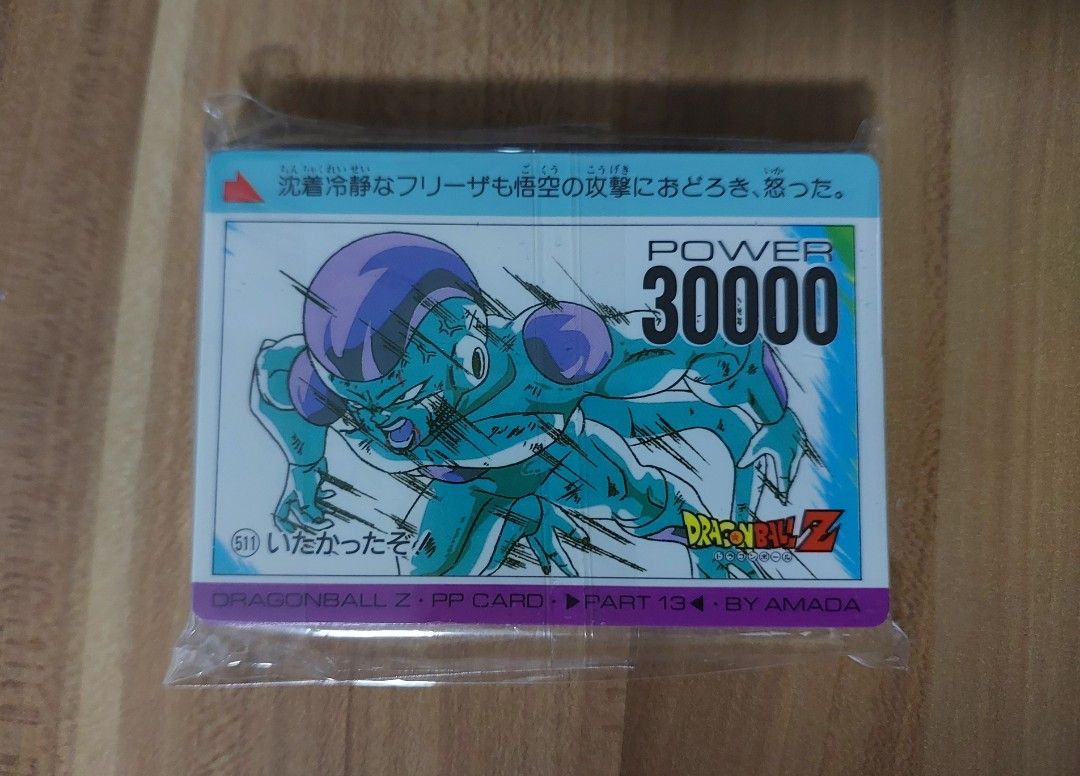 沈着冷静なフリーザも悟空の攻撃におどろき、怒った。
POWER
30000
511 いたかったぞ!
DRAGONBALL Z
ドラゴンボール
DRAGONBALL Z・PP CARD・▶PART 13◀・BY AMADA